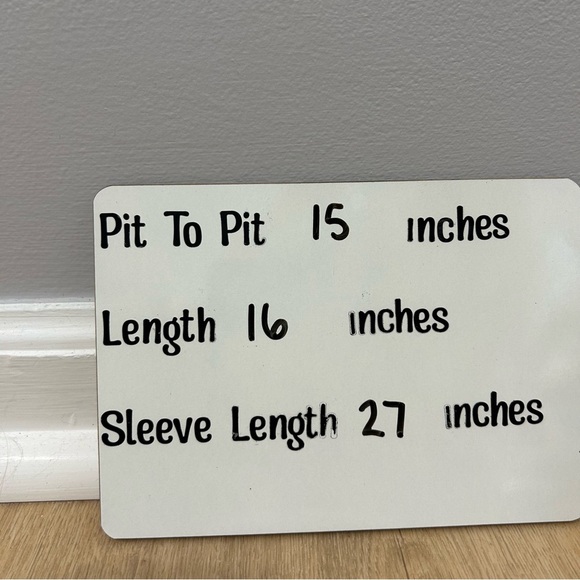 Pit To Pit 15 inches
Length 16 inches
Sleeve Length 27 inches